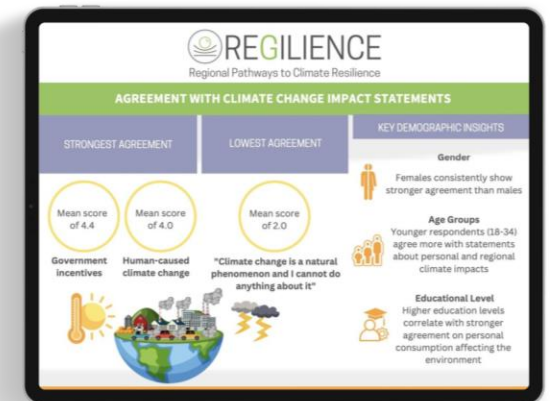 REGILIENCE
Regional Pathways to Climate Resilience
AGREEMENT WITH CLIMATE CHANGE IMPACT STATEMENTS
STRONGEST AGREEMENT
Mean score
of 4.4
Government
incentives
Mean score
of 4.0
Human-caused
climate change
LOWEST AGREEMENT
Mean score
of 2.0
"Climate change is a natural
phenomenon and I cannot do
anything about it"
KEY DEMOGRAPHIC INSIGHTS
Gender
Females consistently show
stronger agreement than males
Age Groups
Younger respondents (18-34)
agree more with statements
about personal and regional
climate impacts
Educational Level
Higher education levels
correlate with stronger
agreement on personal
consumption affecting the
environment